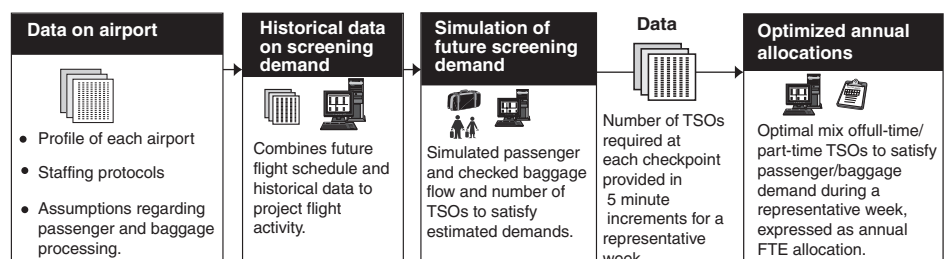 Data on airport
Profile of each airport
Staffing protocols
Assumptions regarding
passenger and baggage
processing.
Historical data
on screening
demand
Combines future
flight schedule and
historical data to
project flight
activity.
Simulation of
future screening
demand
Simulated passenger
and checked baggage
flow and number of
TSOs to satisfy
estimated demands.
Data
Number of TSOs
required at
each checkpoint
provided in
5 minute
increments for a
representative
week
Optimized annual
allocations
Optimal mix offull-time/
part-time TSOs to satisfy
passenger/baggage
demand during a
representative week,
expressed as annual
FTE allocation.